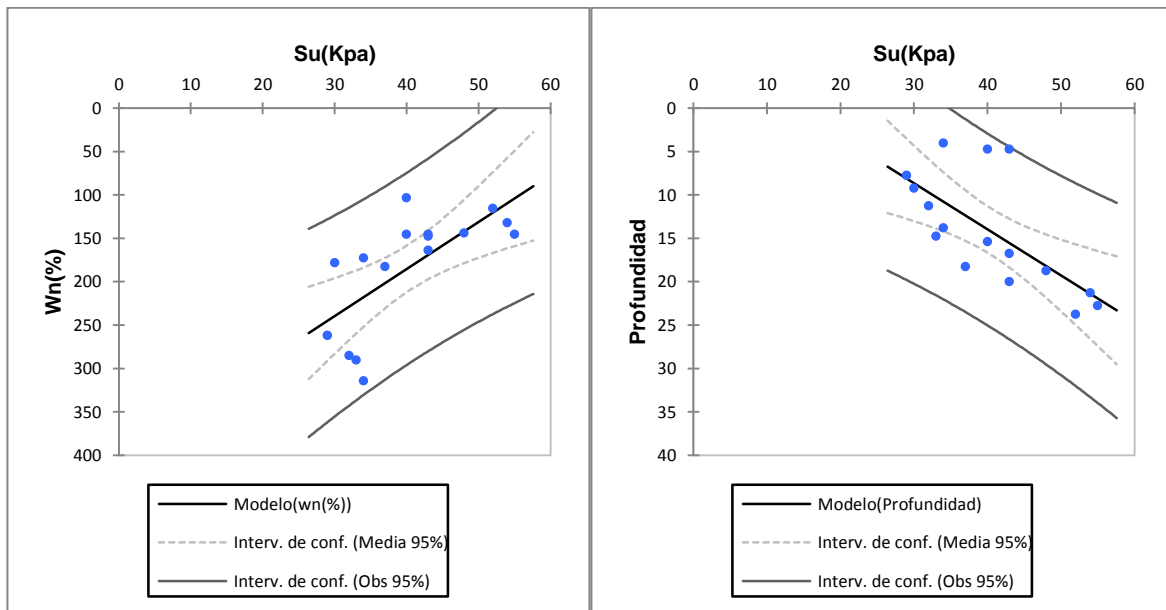 Su(Kpa)
0 10 20 30 40 50 60
0
50
100
150
200
250
300
350
400
Wn(%)
Modelo(wn(%))
Interv. de conf. (Media 95%)
Interv. de conf. (Obs 95%)
Su(Kpa)
0 10 20 30 40 50 60
0
5
10
15
20
25
30
35
40
Profundidad
Modelo(Profundidad)
Interv. de conf. (Media 95%)
Interv. de conf. (Obs 95%)